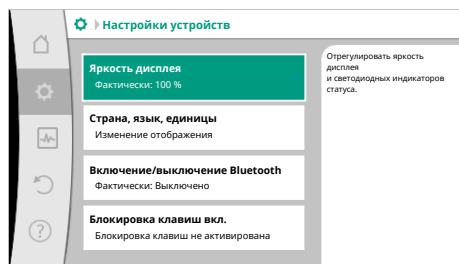 Настройки устройств
Яркость дисплея
Фактически: 100 %
Страна, язык, единицы
Изменение отображения
Включение/выключение Bluetooth
Фактически: Выключено
Блокировка клавиш вкл.
Блокировка клавиш не активирована
Отрегулировать яркость
дисплея
и светодиодных индикаторов
статуса.
?